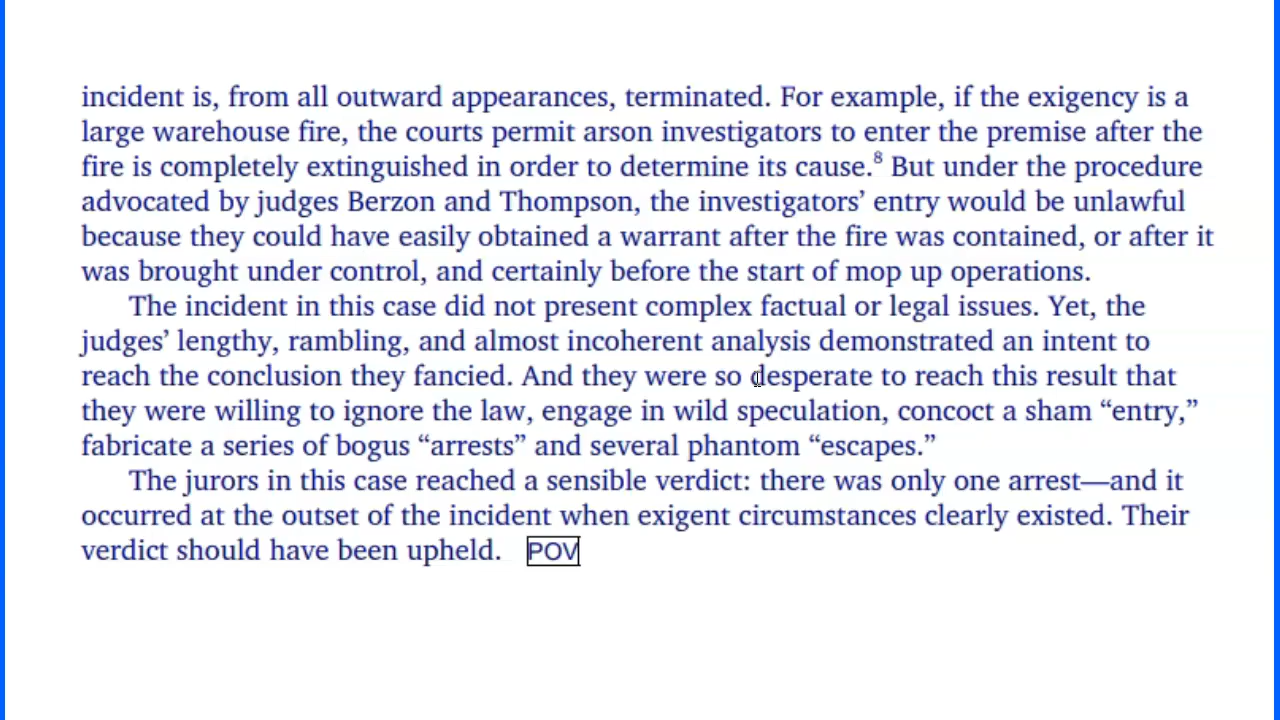 incident is, from all outward appearances, terminated. For example, if the exigency is a
large warehouse fire, the courts permit arson investigators to enter the premise after the
fire is completely extinguished in order to determine its cause.8 But under the procedure
advocated by judges Berzon and Thompson, the investigators’ entry would be unlawful
because they could have easily obtained a warrant after the fire was contained, or after it
was brought under control, and certainly before the start of mop up operations.
The incident in this case did not present complex factual or legal issues. Yet, the
judges’ lengthy, rambling, and almost incoherent analysis demonstrated an intent to
reach the conclusion they fancied. And they were so desperate to reach this result that
they were willing to ignore the law, engage in wild speculation, concoct a sham “entry,”
fabricate a series of bogus “arrests” and several phantom “escapes.”
The jurors in this case reached a sensible verdict: there was only one arrest—and it
occurred at the outset of the incident when exigent circumstances clearly existed. Their
verdict should have been upheld. POV